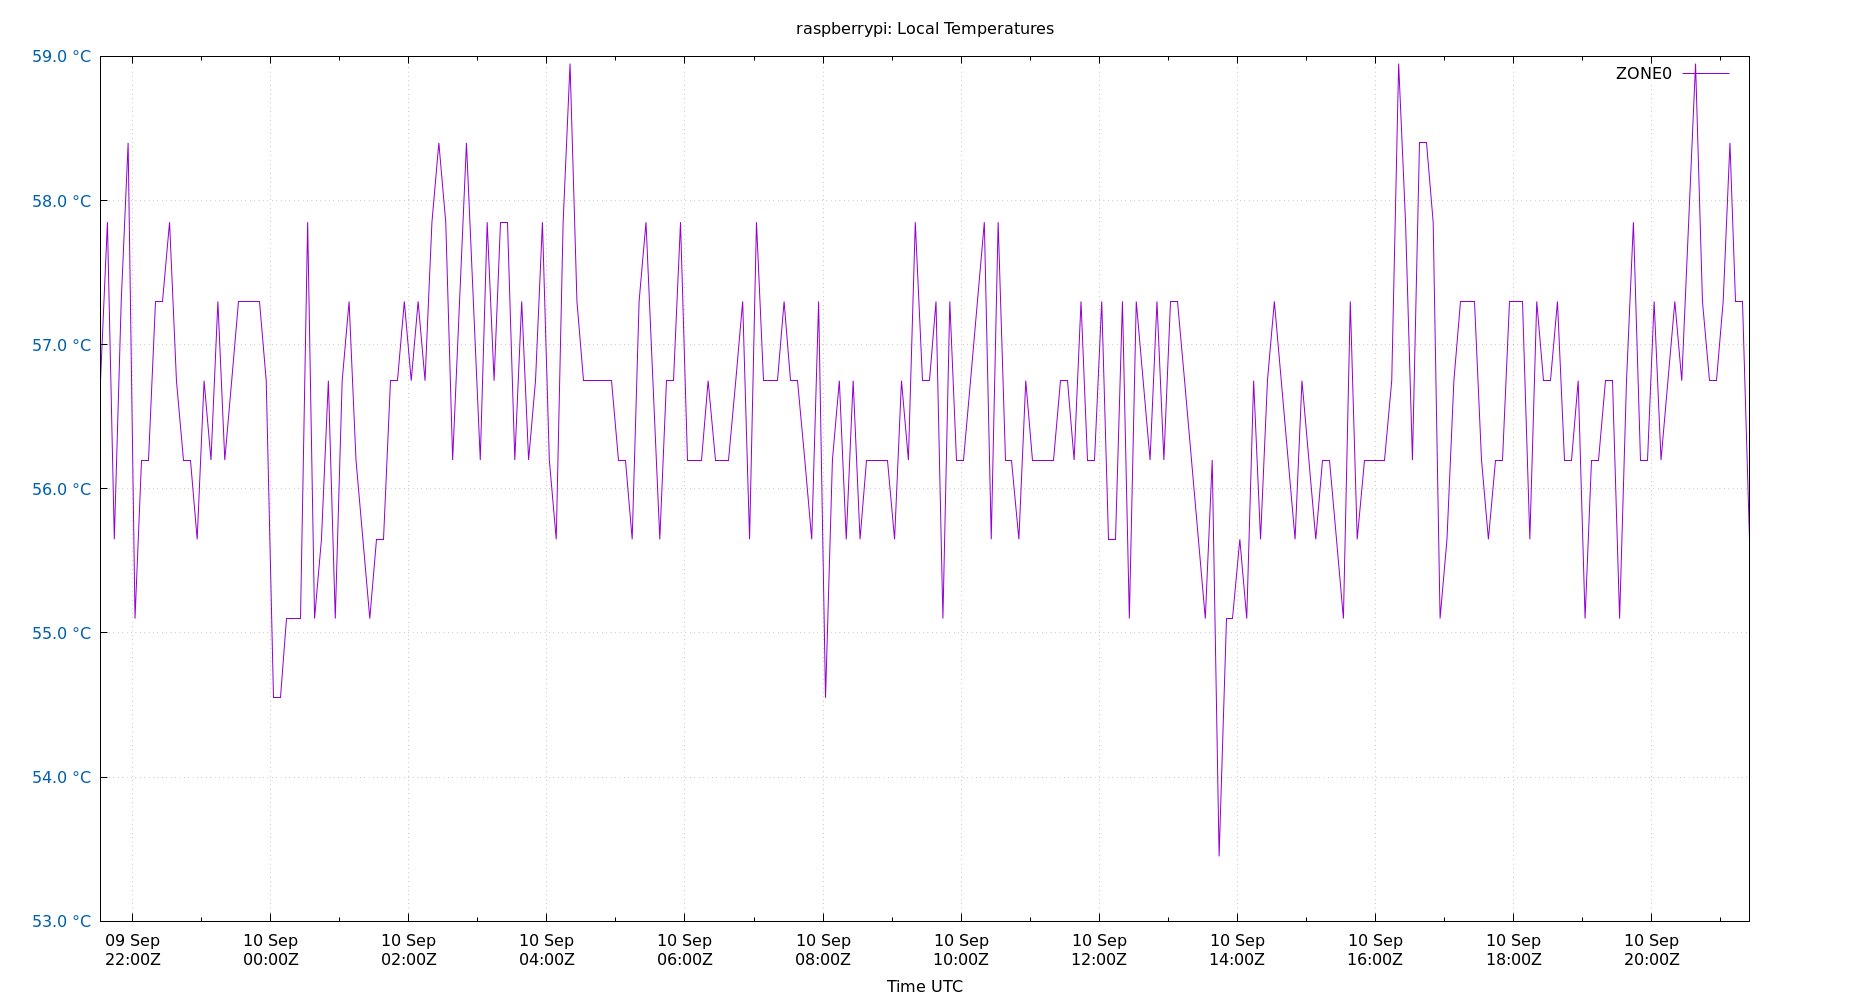 raspberrypi: Local Temperatures
59.0 °C
ZONE0
58.0 °C
57.0 °C
56.0 °C
55.0 °C
54.0 °C
53.0 °C
09 Sep 10 Sep 10 Sep 10 Sep 10 Sep 10 Sep 10 Sep 10 Sep 10 Sep 10 Sep 10 Sep 10 Sep
22:00Z 00:00Z 02:00Z 04:00Z 06:00Z 08:00Z 10:00Z 12:00Z 14:00Z 16:00Z 18:00Z 20:00Z
Time UTC